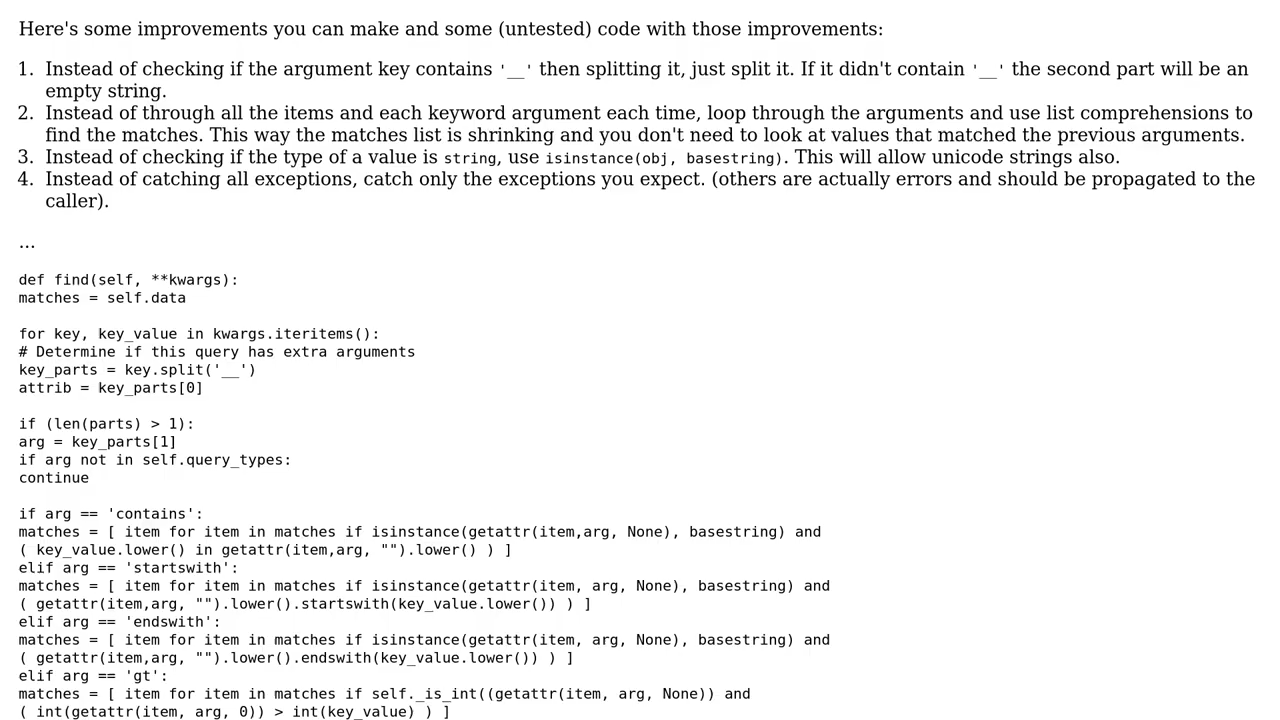 Here's some improvements you can make and some (untested) code with those improvements:
1. Instead of checking if the argument key contains '__' then splitting it, just split it. If it didn't contain '__' the second part will be an
empty string.
2. Instead of through all the items and each keyword argument each time, loop through the arguments and use list comprehensions to
find the matches. This way the matches list is shrinking and you don't need to look at values that matched the previous arguments.
3. Instead of checking if the type of a value is string, use isinstance(obj, basestring). This will allow unicode strings also.
4. Instead of catching all exceptions, catch only the exceptions you expect. (others are actually errors and should be propagated to the
caller).
...
def find(self, **kwargs):
matches = self.data
for key, key_value in kwargs.iteritems():
# Determine if this query has extra arguments
key_parts = key.split('__')
attrib = key_parts[0]
if (len(parts) > 1):
arg = key_parts[1]
if arg not in self.query_types:
continue
if arg == 'contains':
matches = [ item for item in matches if isinstance(getattr(item,arg, None), basestring) and
( key_value.lower() in getattr(item,arg, "").lower() ) ]
elif arg == 'startswith':
matches = [ item for item in matches if isinstance(getattr(item, arg, None), basestring) and
( getattr(item,arg, "").lower().startswith(key_value.lower()) ) ]
elif arg == 'endswith':
matches = [ item for item in matches if isinstance(getattr(item, arg, None), basestring) and
( getattr(item,arg, "").lower().endswith(key_value.lower()) ) ]
elif arg == 'gt':
matches = [ item for item in matches if self._is_int((getattr(item, arg, None)) and
( int(getattr(item, arg, 0)) > int(key_value) ) ]